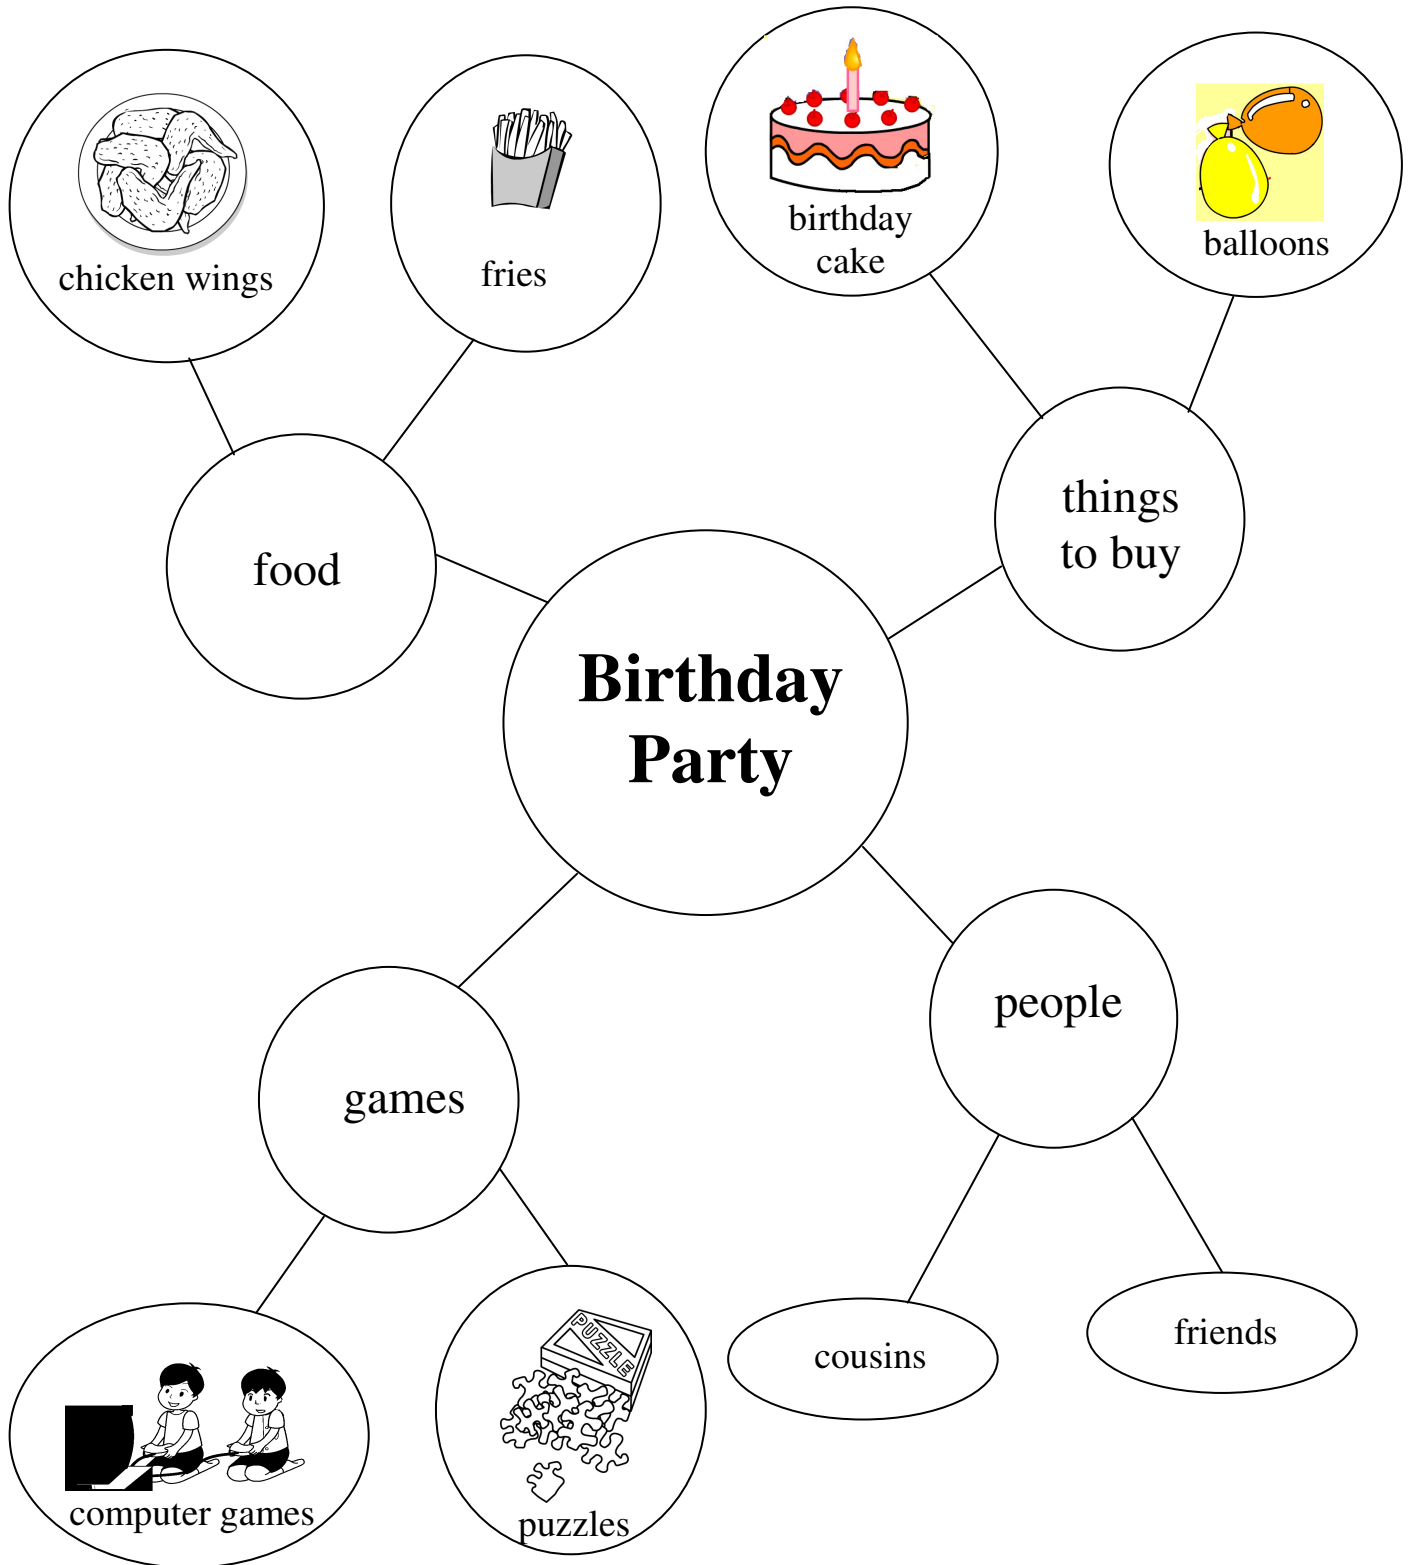 chicken wings
fries
birthday
cake
balloons
food
things
to buy
Birthday
Party
games
people
computer games
PUZZLE
puzzles
cousins
friends